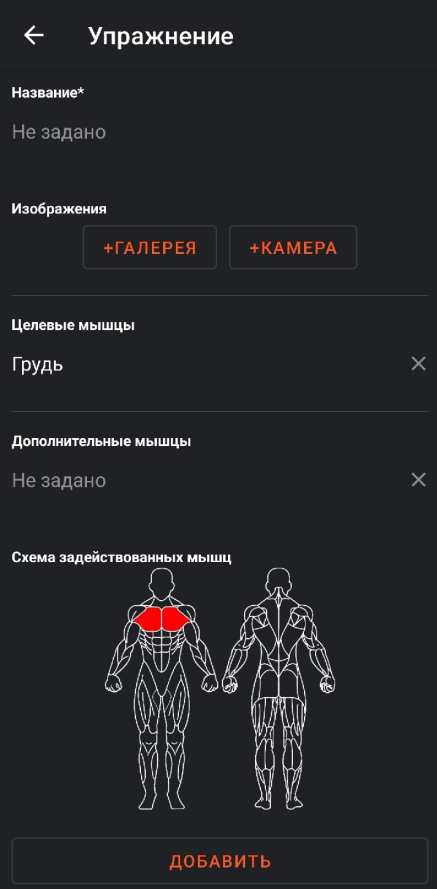 Упражнение
Название*
Не задано
Изображения
+ГАЛЕРЕЯ +КАМЕРА
Целевые мышцы
Грудь
Дополнительные мышцы
Не задано
Схема задействованных мышц
ДОБАВИТЬ